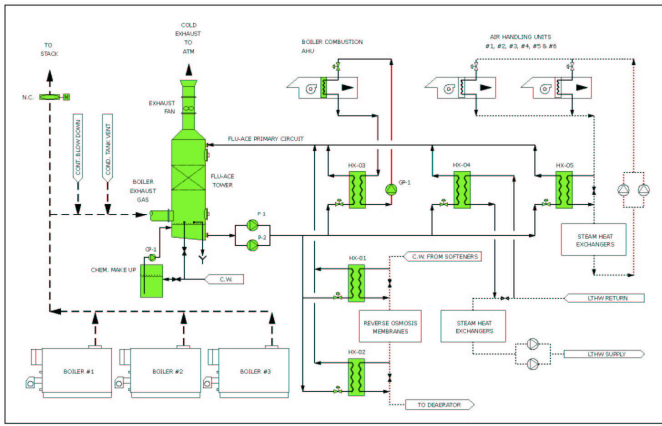 COLD
EXHAUST
TO
ATM
TO
STACK
N.C.
M
EXHAUST
FAN
CONT. BLOW DOWN
COND. TANK VENT
BOILER
EXHAUST
GAS
FLU-ACE
TOWER
FLU-ACE PRIMARY CIRCUIT
BOILER COMBUSTION
AHU
AIR HANDLING UNITS
#1, #2, #3, #4, #5 & #6
HX-03
GP-1
HX-04
HX-05
P-1
P-2
CP-1
CHEM. MAKE UP
C.W.
STEAM HEAT
EXCHANGERS
C.W. FROM SOFTENERS
HX-01
REVERSE OSMOSIS
MEMBRANES
HX-02
TO DEAERATOR
STEAM HEAT
EXCHANGERS
LTHW RETURN
LTHW SUPPLY
BOILER #1
BOILER #2
BOILER #3